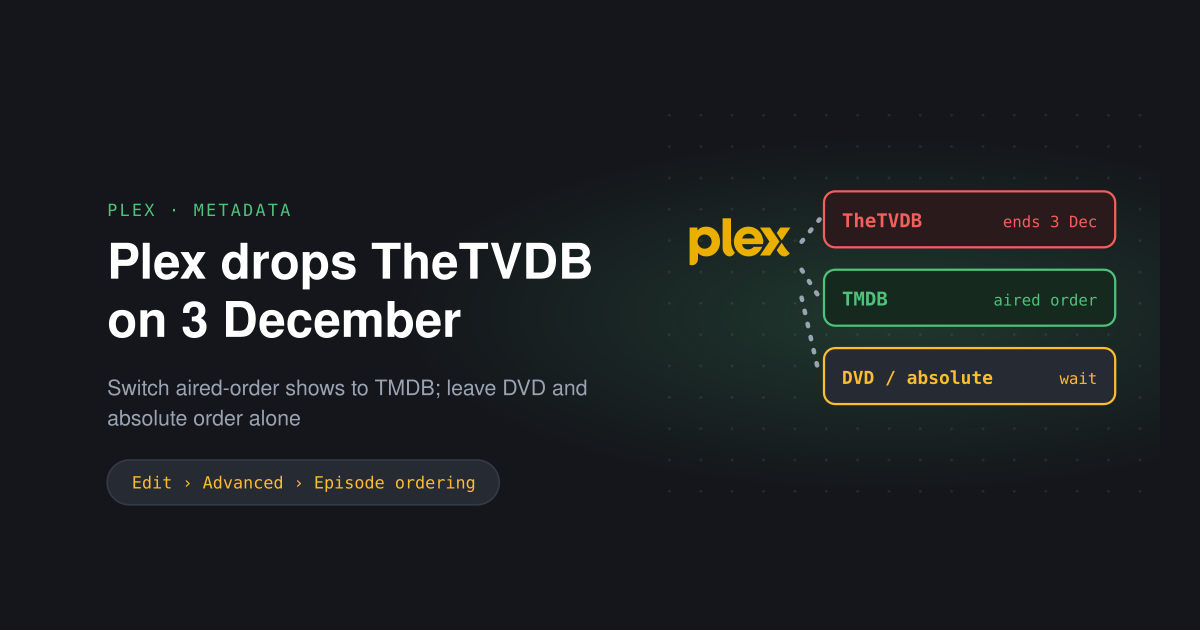 PLEX · METADATA
Plex drops TheTVDB
on 3 December
Switch aired-order shows to TMDB; leave DVD and
absolute order alone
Edit › Advanced › Episode ordering
plex
TheTVDB ends 3 Dec
TMDB aired order
DVD / absolute wait